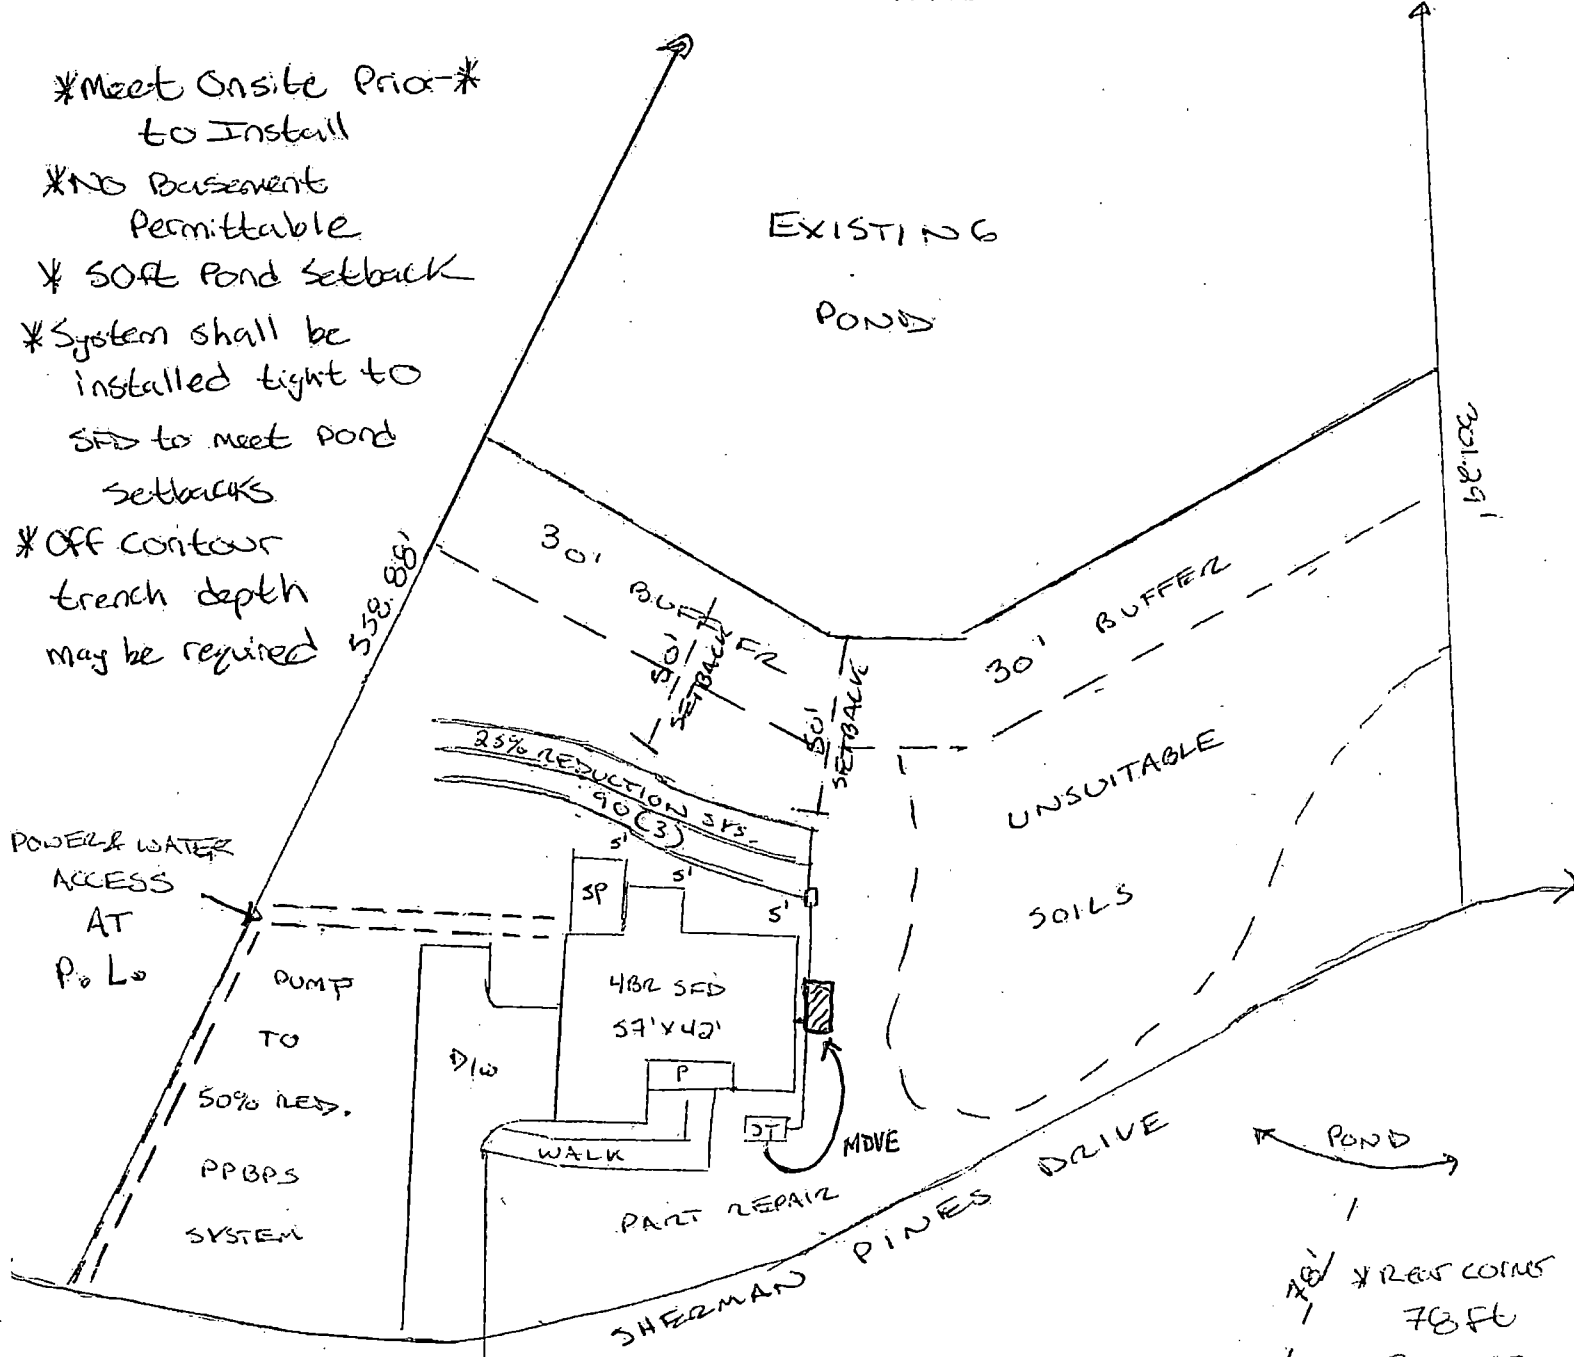 *Meet Onsite Prior*
to Install
*No Basement
Permittable
* 50ft Pond Setback
*System shall be
installed tight to
SFD to meet pond
setbacks
*Off contour
trench depth
may be required
EXISTING
POND
558.88'
301.29'
30' BUFFER
50'
SETBACK
50'
SETBACK
30' BUFFER
UNSUITABLE
SOILS
25% REDUCTION SYS.
90(3)
5'
5'
5'
SP
POWER & WATER
ACCESS
AT
P.L.
PUMP
TO
50% RED.
PPBPS
SYSTEM
D/W
4BR SFD
57'X42'
P
WALK
ST
MOVE
PART REPAIR
SHERMAN PINES DRIVE
POND
78'
*Rear corner
78ft